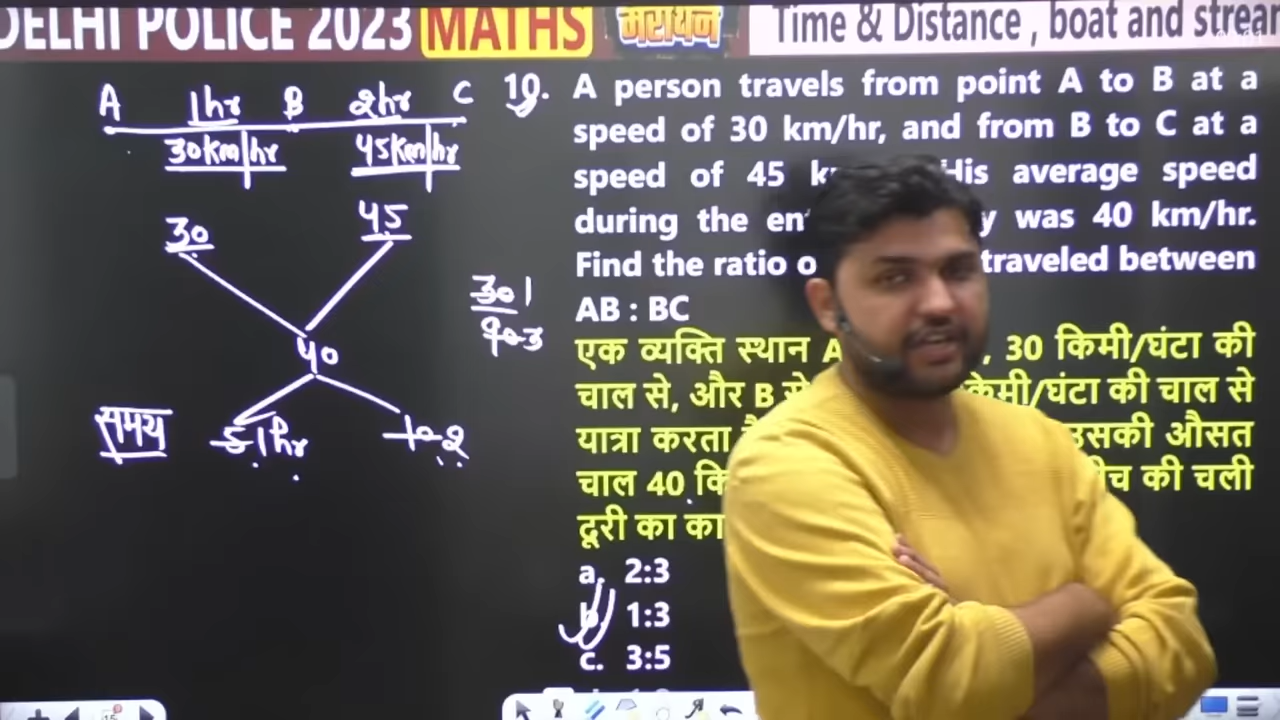 DELHI POLICE 2023 MATHS मैराथन Time & Distance , boat and strear
A 1hr B 2hr C
30km/hr 45km/hr
30 45
40
समय 5 1hr 10 2
30 1
90 3
10. A person travels from point A to B at a
speed of 30 km/hr, and from B to C at a
speed of 45 His average speed
during the was 40 km/hr.
Find the ratio traveled between
AB : BC
एक व्यक्ति स्थान A , 30 किमी/घंटा की
चाल से, और B किमी/घंटा की चाल से
यात्रा करता उसकी औसत
चाल 40 की चली
दूरी का
a. 2:3
b. 1:3
c. 3:5